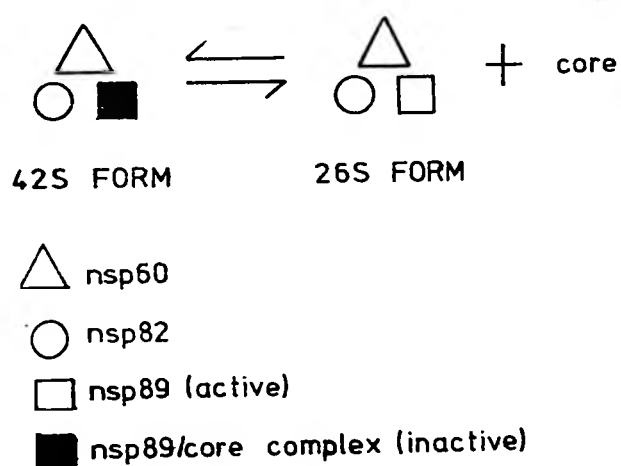 + core
42S FORM 26S FORM
nsp60
nsp82
nsp89 (active)
nsp89/core complex (inactive)